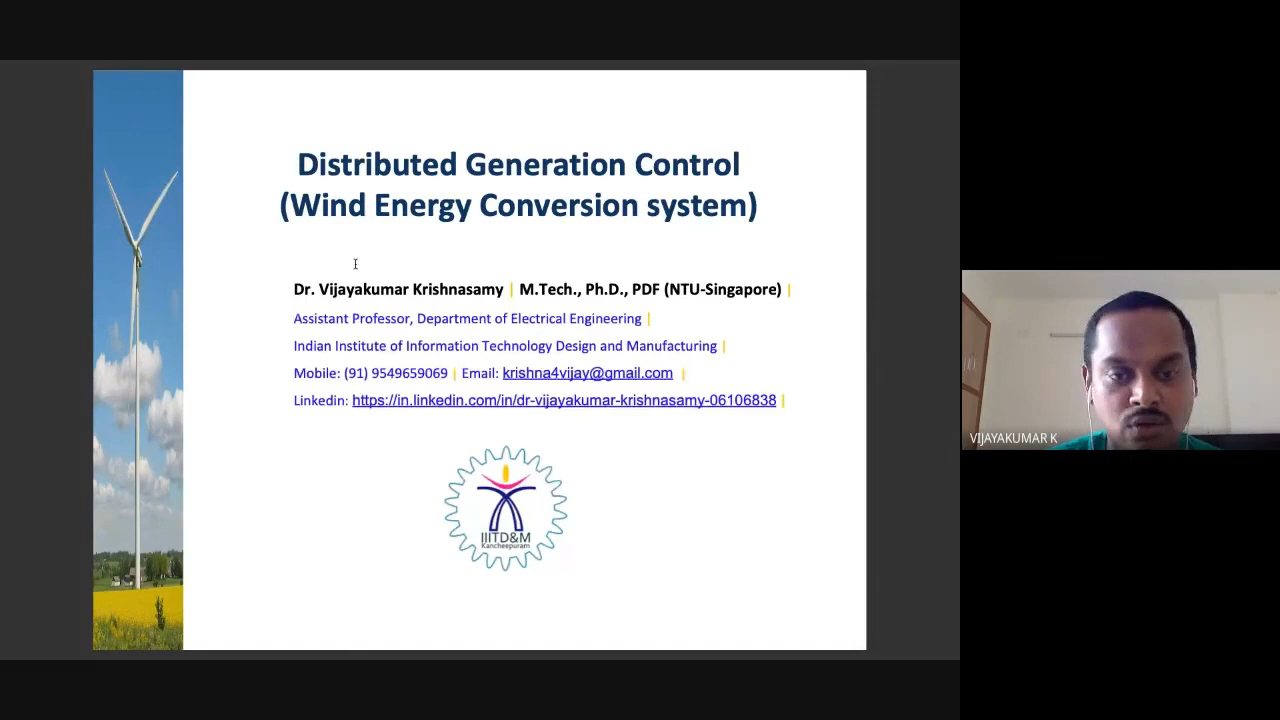 Distributed Generation Control
(Wind Energy Conversion system)
Dr. Vijayakumar Krishnasamy | M.Tech., Ph.D., PDF (NTU-Singapore) |
Assistant Professor, Department of Electrical Engineering |
Indian Institute of Information Technology Design and Manufacturing |
Mobile: (91) 9549659069 | Email: krishna4vijay@gmail.com |
Linkedin: https://in.linkedin.com/in/dr-vijayakumar-krishnasamy-06106838 |
IIITD&M
Kancheepuram
VIJAYAKUMAR K